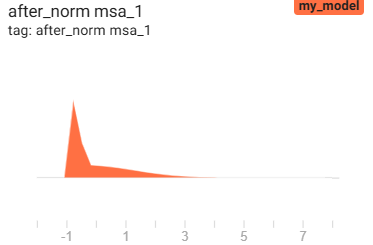 after_norm msa_1
my_model
tag: after_norm msa_1
-1 1 3 5 7